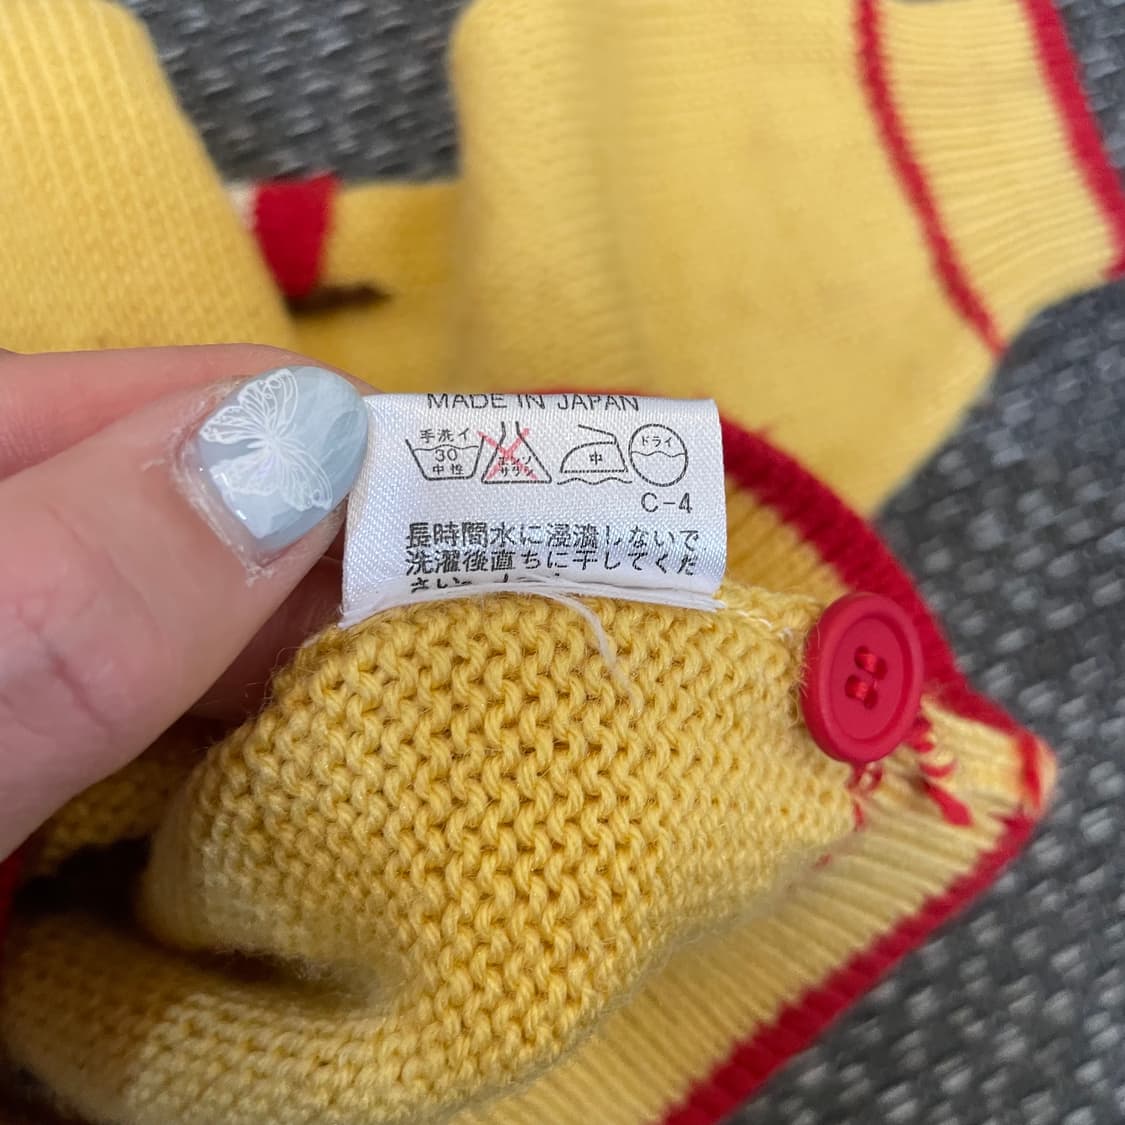 MADE IN JAPAN
手洗イ
30
中性
エンソ
サラシ
中
ドライ
C-4
長時間水に浸漬しないで
洗濯後直ちに干してくだ
さい。